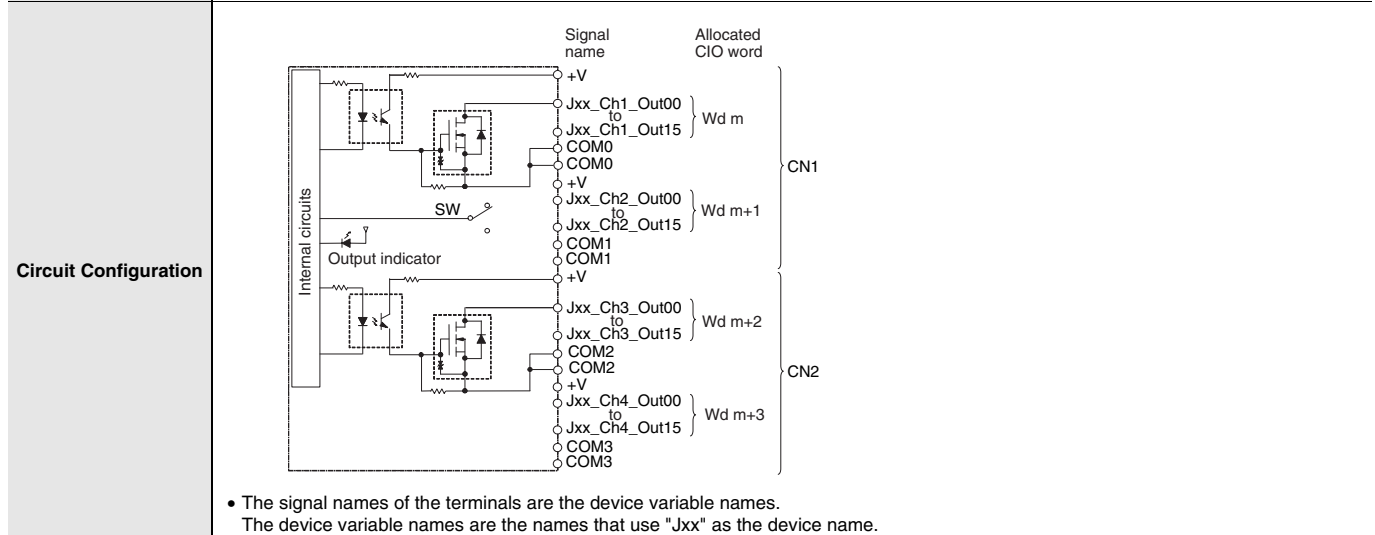 Circuit Configuration
Signal
name
Allocated
CIO word
Internal circuits
SW
Output indicator
+V
Jxx_Ch1_Out00
to
Jxx_Ch1_Out15
Wd m
COM0
COM0
+V
Jxx_Ch2_Out00
to
Jxx_Ch2_Out15
Wd m+1
COM1
COM1
CN1
+V
Jxx_Ch3_Out00
to
Jxx_Ch3_Out15
Wd m+2
COM2
COM2
+V
Jxx_Ch4_Out00
to
Jxx_Ch4_Out15
Wd m+3
COM3
COM3
CN2
• The signal names of the terminals are the device variable names.
The device variable names are the names that use "Jxx" as the device name.